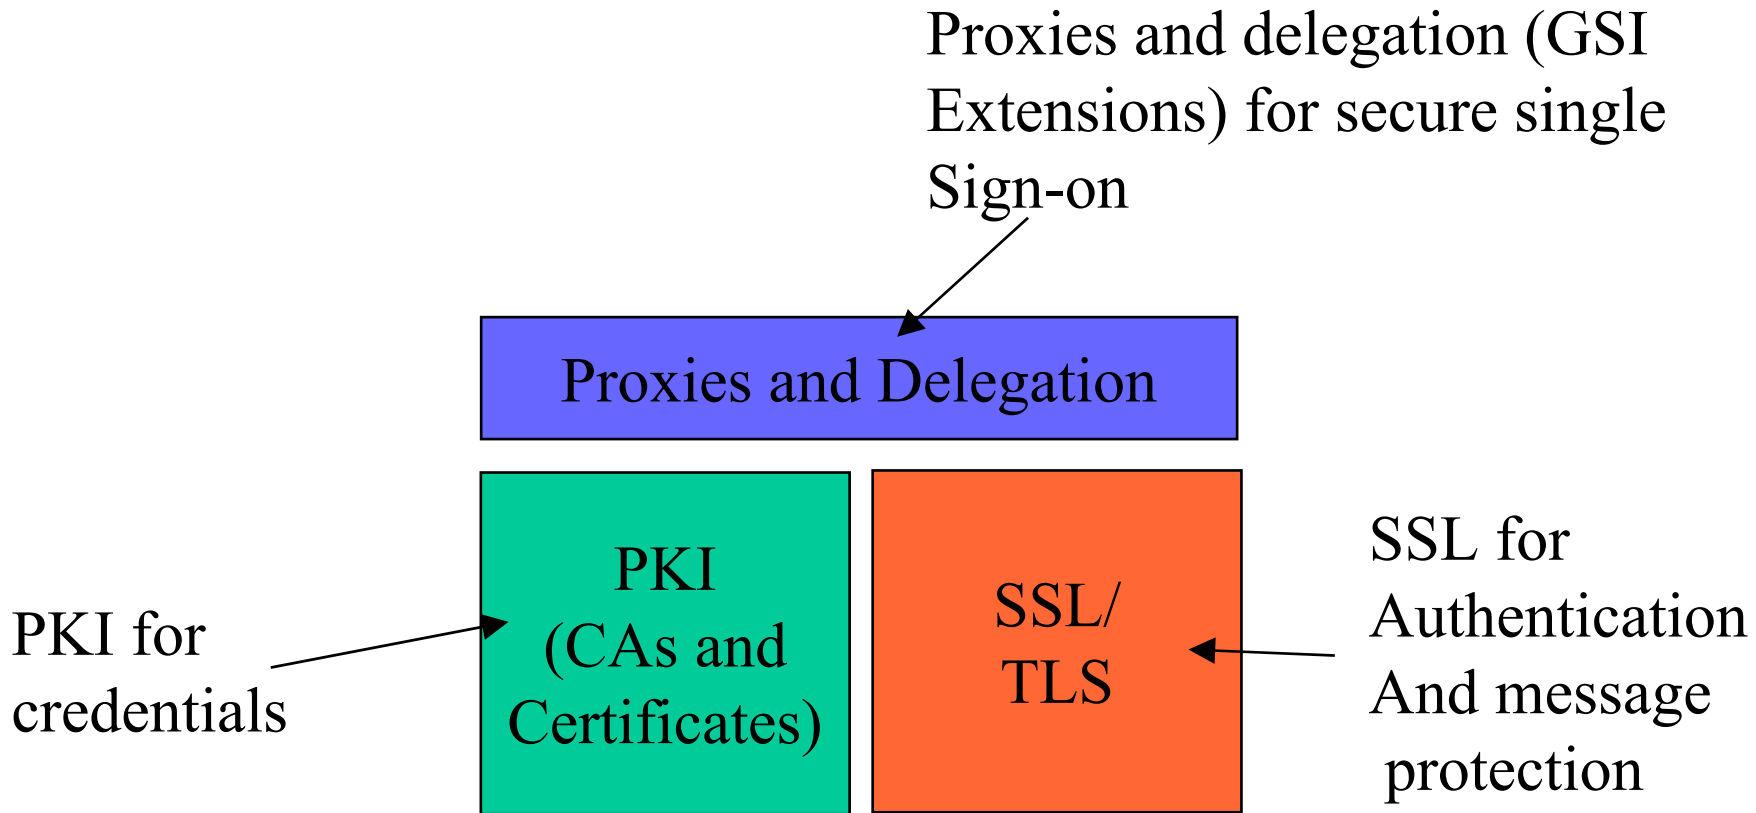 Proxies and delegation (GSI
Extensions) for secure single
Sign-on
Proxies and Delegation
PKI
(CAs and
Certificates)
SSL/
TLS
PKI for
credentials
SSL for
Authentication
And message
protection